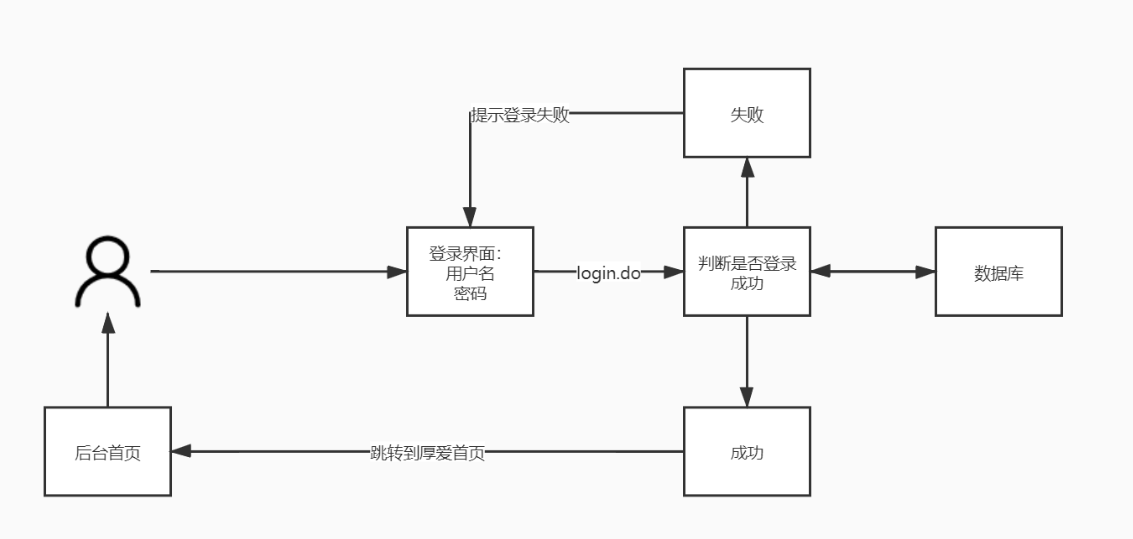 提示登录失败
失败
登录界面：
用户名
密码
login.do
判断是否登录
成功
数据库
后台首页
跳转到厚爱首页
成功